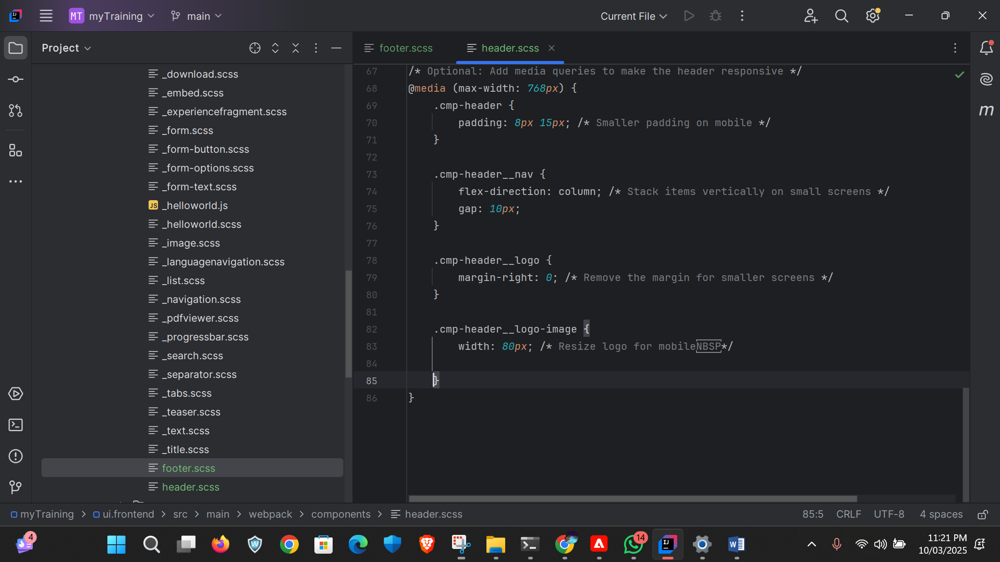 MT myTraining main Current File
Project
footer.scss header.scss
_download.scss
_embed.scss
_experiencefragment.scss
_form.scss
_form-button.scss
_form-options.scss
_form-text.scss
JS _helloworld.js
_helloworld.scss
_image.scss
_languagenavigation.scss
_list.scss
_navigation.scss
_pdfviewer.scss
_progressbar.scss
_search.scss
_separator.scss
_tabs.scss
_teaser.scss
_text.scss
_title.scss
footer.scss
header.scss
67 /* Optional: Add media queries to make the header responsive */
68 @media (max-width: 768px) {
69 .cmp-header {
70 padding: 8px 15px; /* Smaller padding on mobile */
71 }
72
73 .cmp-header__nav {
74 flex-direction: column; /* Stack items vertically on small screens */
75 gap: 10px;
76 }
77
78 .cmp-header__logo {
79 margin-right: 0; /* Remove the margin for smaller screens */
80 }
81
82 .cmp-header__logo-image {
83 width: 80px; /* Resize logo for mobileNBSP*/
84
85 }
86 }
m
myTraining > ui.frontend > src > main > webpack > components > header.scss 85:5 CRLF UTF-8 4 spaces
4 14 11:21 PM
10/03/2025